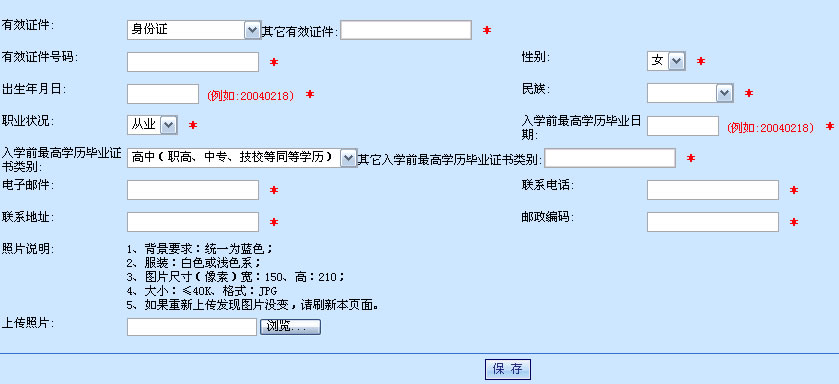 有效证件: 身份证 其它有效证件: *
有效证件号码: * 性别: 女 *
出生年月日: (例如:20040218) * 民族: *
职业状况: 从业 * 入学前最高学历毕业日期: (例如:20040218) *
入学前最高学历毕业证书类别: 高中(职高、中专、技校等同等学历) 其它入学前最高学历毕业证书类别: *
电子邮件: * 联系电话: *
联系地址: * 邮政编码: *
照片说明: 1、背景要求:统一为蓝色;
2、服装:白色或浅色系;
3、图片尺寸(像素)宽:150、高:210;
4、大小:≤40K、格式:JPG
5、如果重新上传发现图片没变,请刷新本页面。
上传照片: 浏览...
保 存